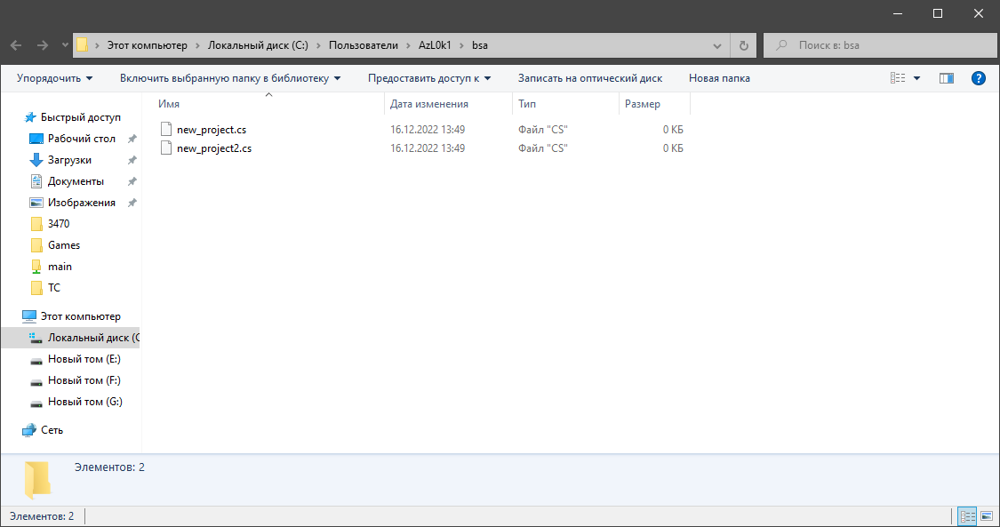 Этот компьютер > Локальный диск (C:) > Пользователи > AzL0k1 > bsa
Поиск в: bsa
Упорядочить Включить выбранную папку в библиотеку Предоставить доступ к Записать на оптический диск Новая папка ?
Имя Дата изменения Тип Размер
new_project.cs 16.12.2022 13:49 Файл "CS" 0 КБ
new_project2.cs 16.12.2022 13:49 Файл "CS" 0 КБ
Быстрый доступ
Рабочий стол
Загрузки
Документы
Изображения
3470
Games
main
TC
Этот компьютер
Локальный диск (C
Новый том (E:)
Новый том (F:)
Новый том (G:)
Сеть
Элементов: 2
Элементов: 2